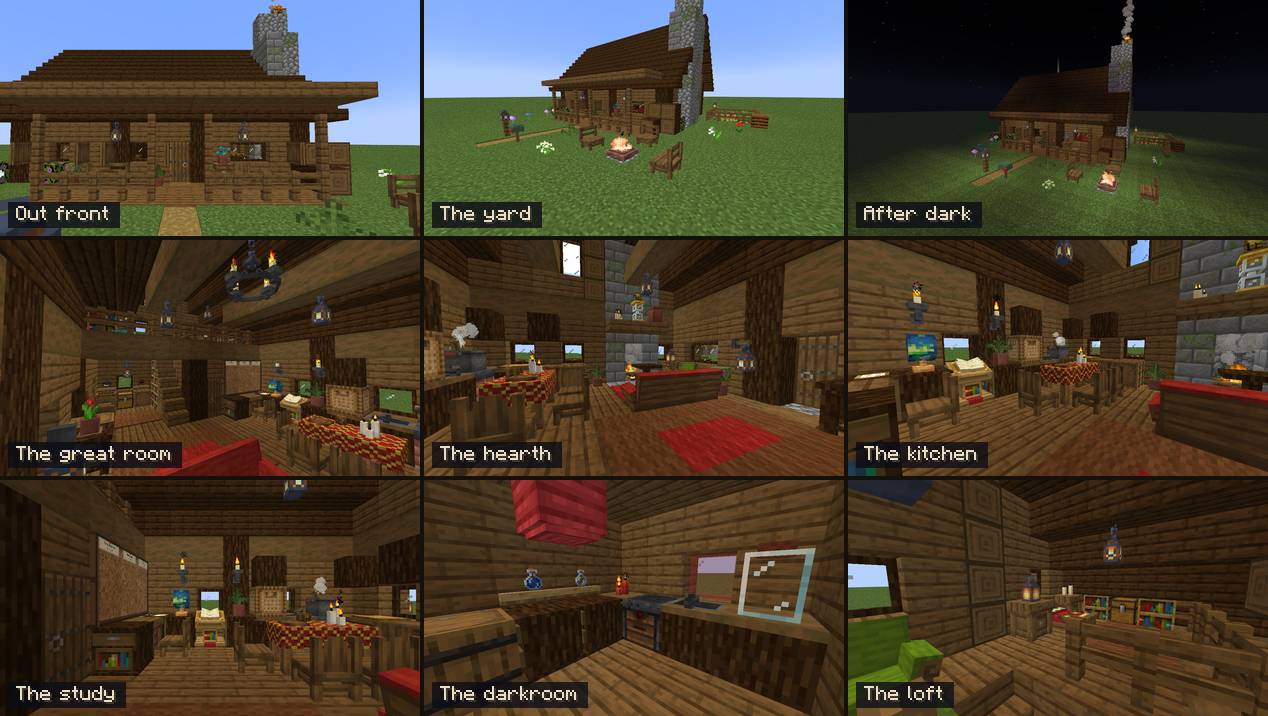 Out front
The yard
After dark
The great room
The hearth
The kitchen
The study
The darkroom
The loft